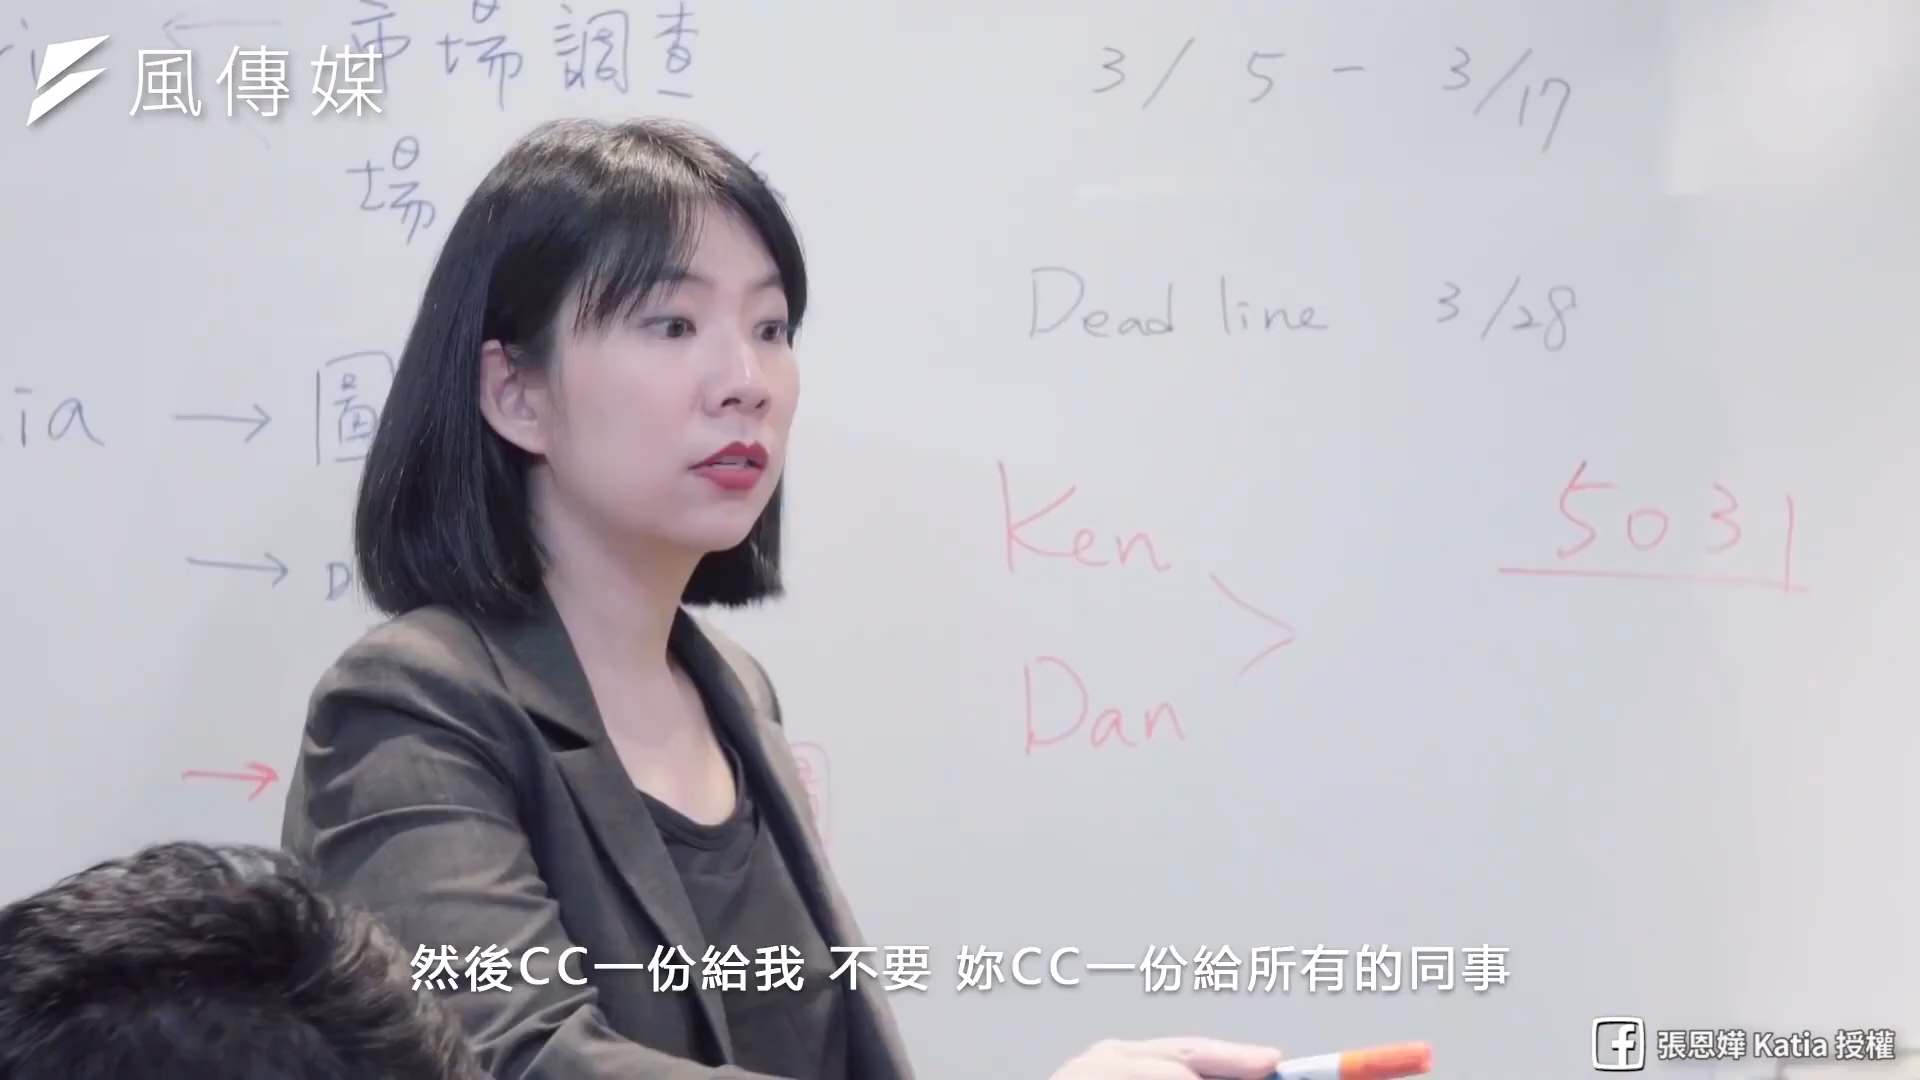 風傳媒
市場調查
場
3/5 - 3/17
Dead line 3/28
ia → 圖
→ D
Ken
5031
Dan
→
然後CC一份給我 不要 妳CC一份給所有的同事
張恩嬅 Katia 授權